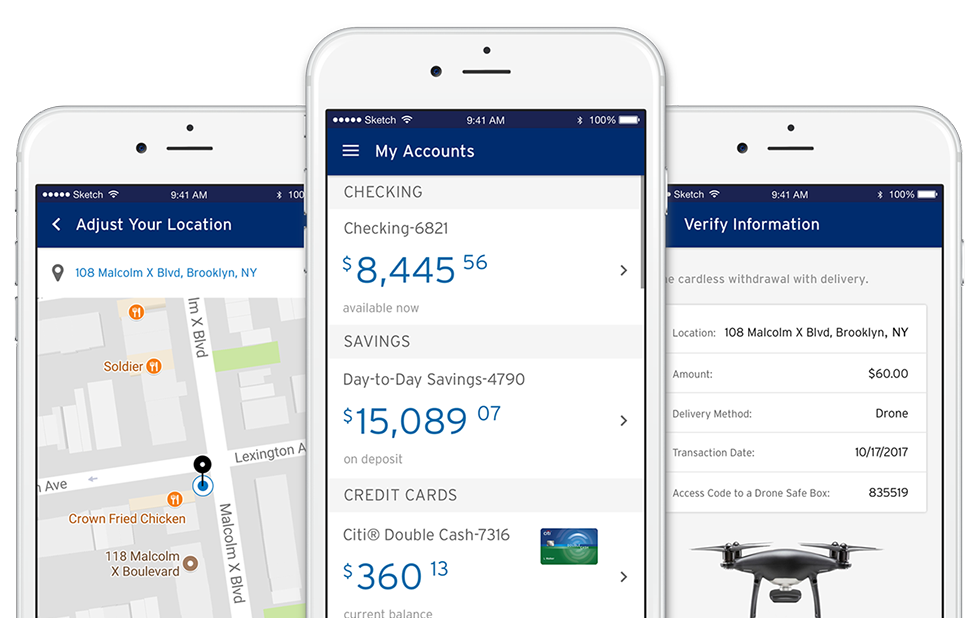 Sketch 9:41 AM 100
Adjust Your Location
108 Malcolm X Blvd, Brooklyn, NY
lm X Blvd
Soldier
Lexington A
n Ave
Crown Fried Chicken
118 Malcolm
X Boulevard
Malcolm X Blvd
Sketch 9:41 AM 100%
My Accounts
CHECKING
Checking-6821
$8,445 56
available now
SAVINGS
Day-to-Day Savings-4790
$15,089 07
on deposit
CREDIT CARDS
Citi® Double Cash-7316
citi
$360 13
current balance
Sketch 9:41 AM 100%
Verify Information
e cardless withdrawal with delivery.
Location: 108 Malcolm X Blvd, Brooklyn, NY
Amount: $60.00
Delivery Method: Drone
Transaction Date: 10/17/2017
Access Code to a Drone Safe Box: 835519